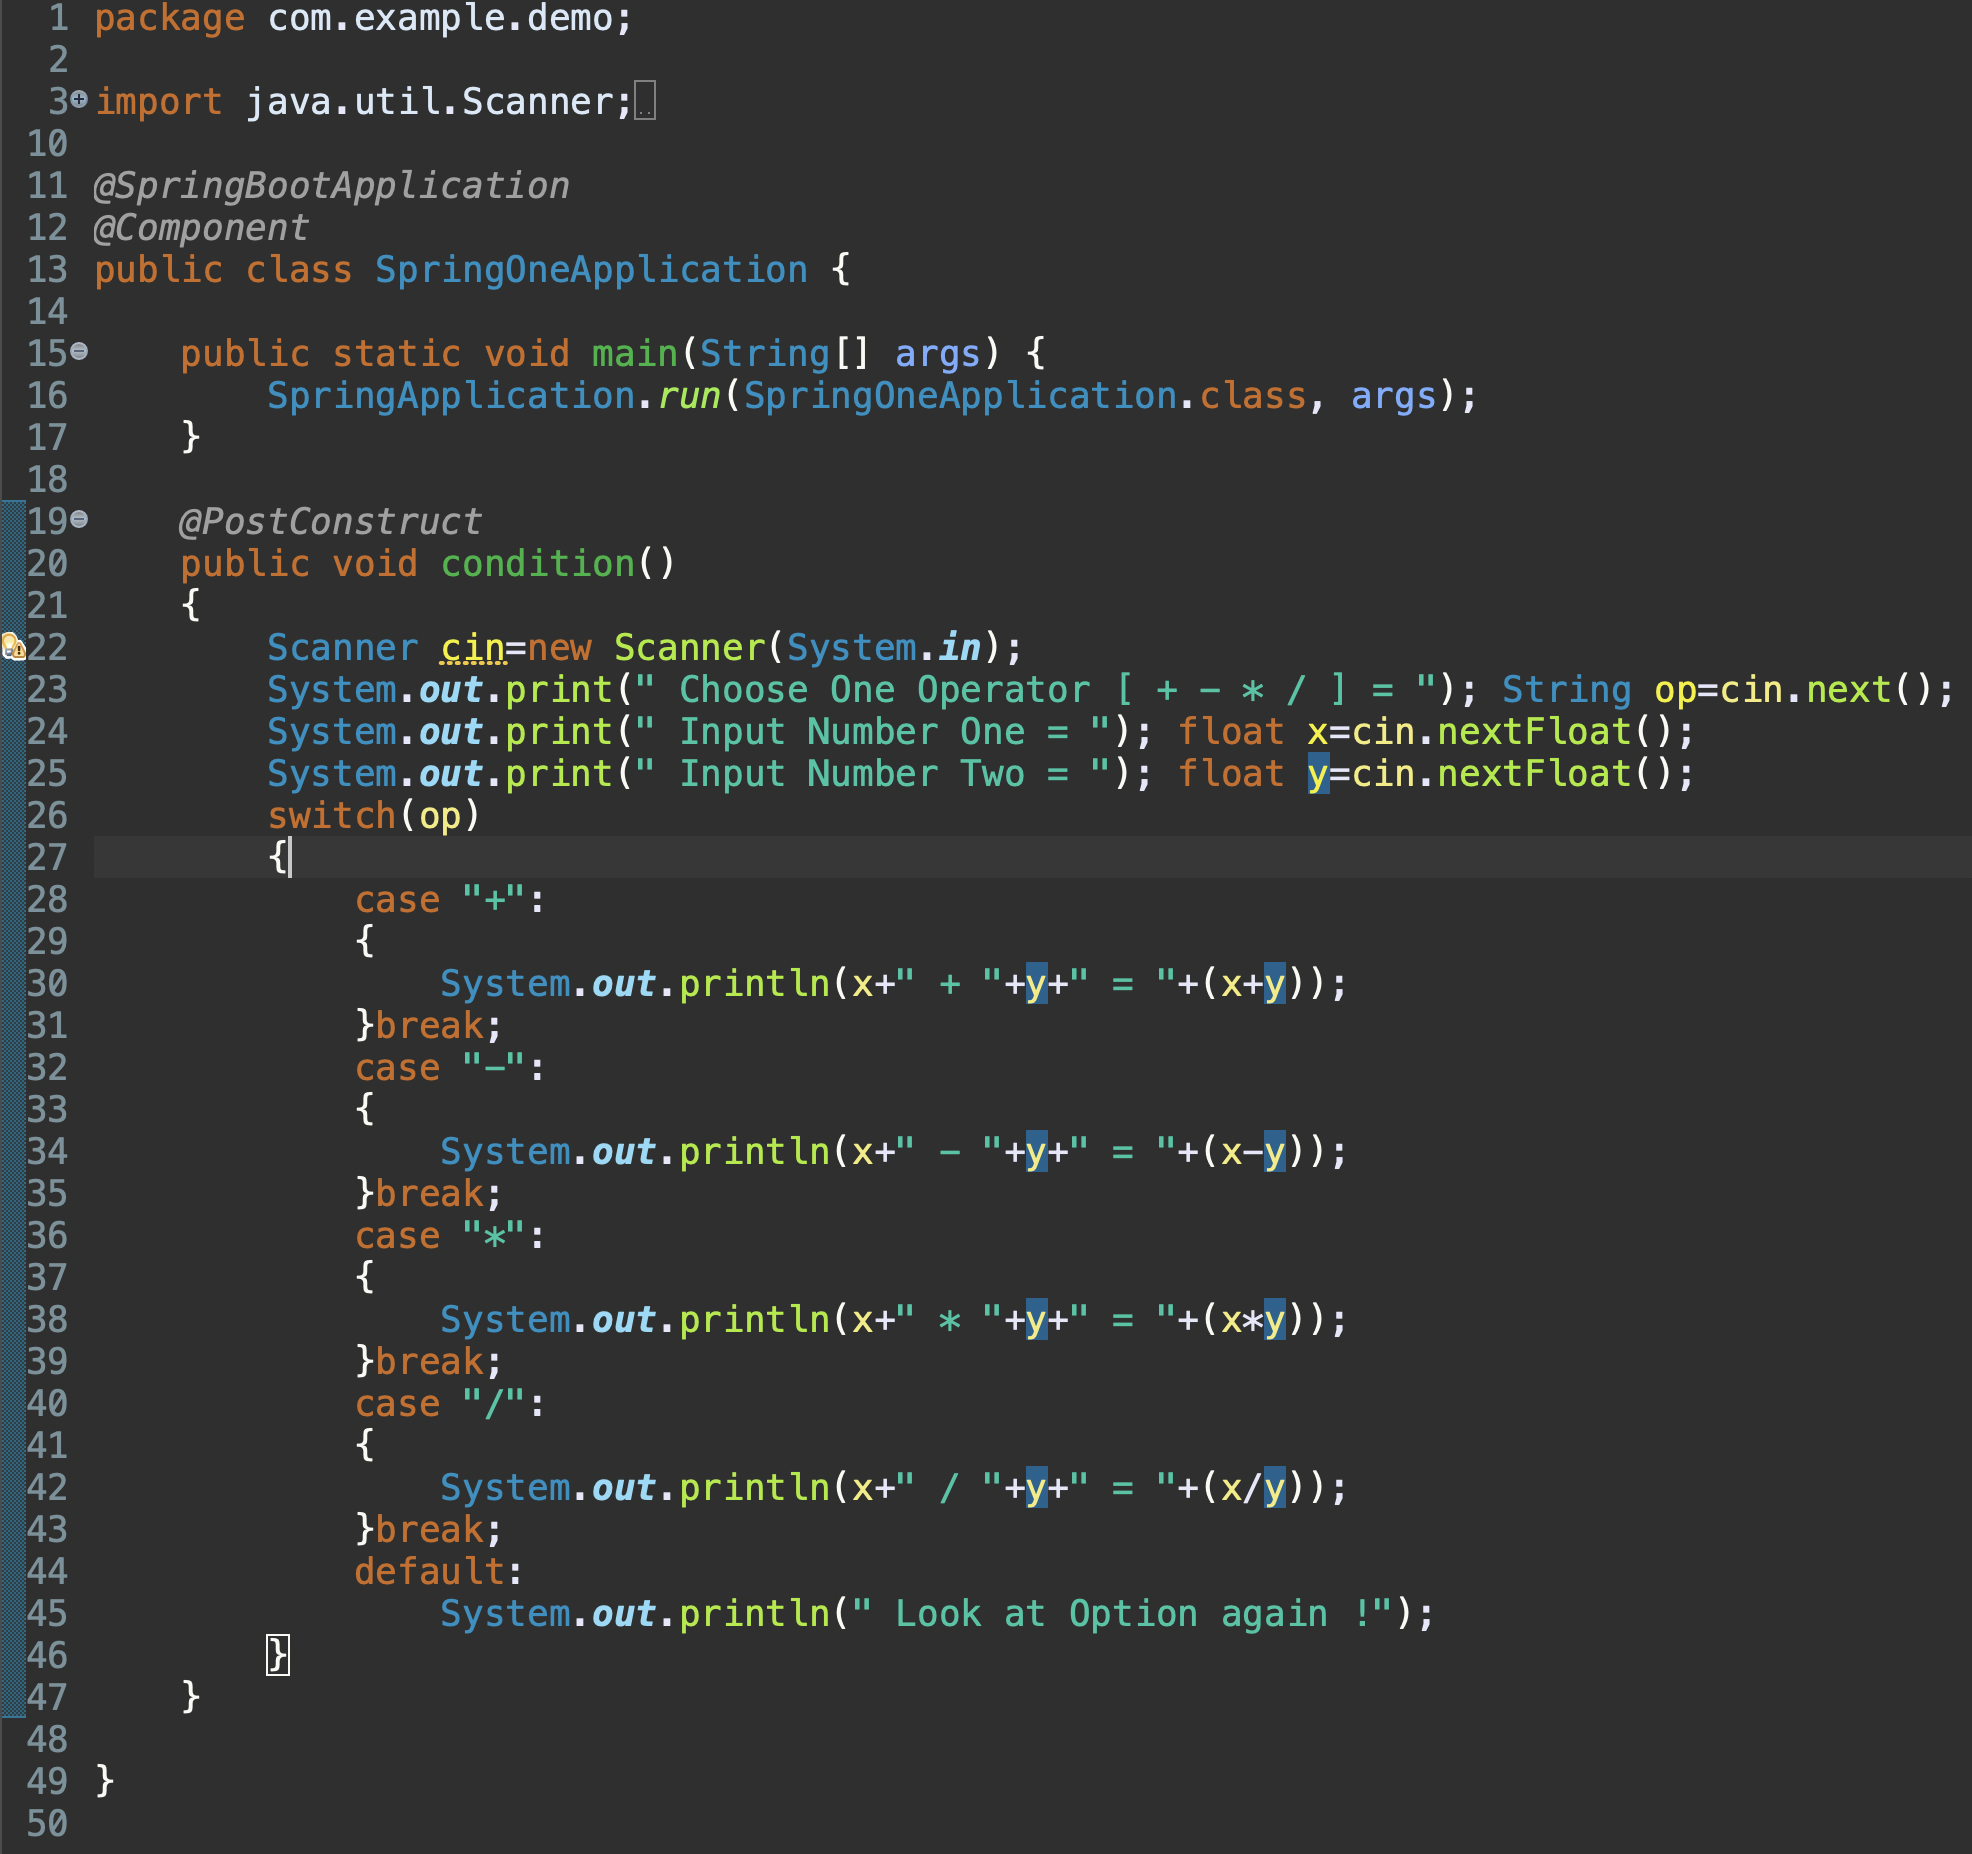 1 package com.example.demo;
2
3 import java.util.Scanner;
10
11 @SpringBootApplication
12 @Component
13 public class SpringOneApplication {
14
15     public static void main(String[] args) {
16         SpringApplication.run(SpringOneApplication.class, args);
17     }
18
19     @PostConstruct
20     public void condition()
21     {
22         Scanner cin=new Scanner(System.in);
23         System.out.print(" Choose One Operator [ + - * / ] = "); String op=cin.next();
24         System.out.print(" Input Number One = "); float x=cin.nextFloat();
25         System.out.print(" Input Number Two = "); float y=cin.nextFloat();
26         switch(op)
27         {
28             case "+":
29             {
30                 System.out.println(x+" + "+y+" = "+(x+y));
31             }break;
32             case "-":
33             {
34                 System.out.println(x+" - "+y+" = "+(x-y));
35             }break;
36             case "*":
37             {
38                 System.out.println(x+" * "+y+" = "+(x*y));
39             }break;
40             case "/":
41             {
42                 System.out.println(x+" / "+y+" = "+(x/y));
43             }break;
44             default:
45                 System.out.println(" Look at Option again !");
46         }
47     }
48
49 }
50